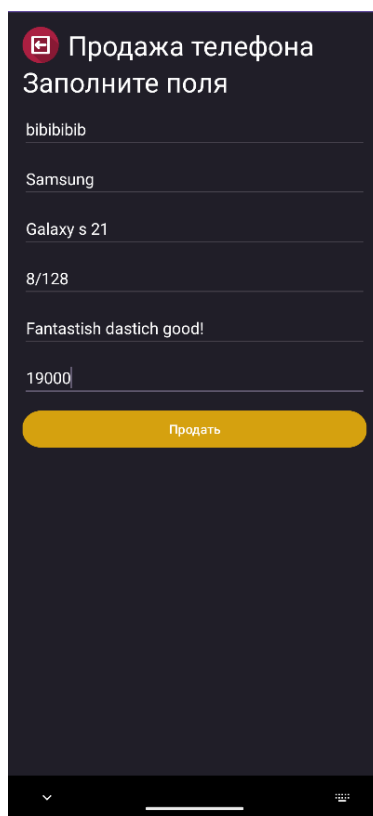 Продажа телефона
Заполните поля
bibibibib
Samsung
Galaxy s 21
8/128
Fantastish dastich good!
19000
Продать